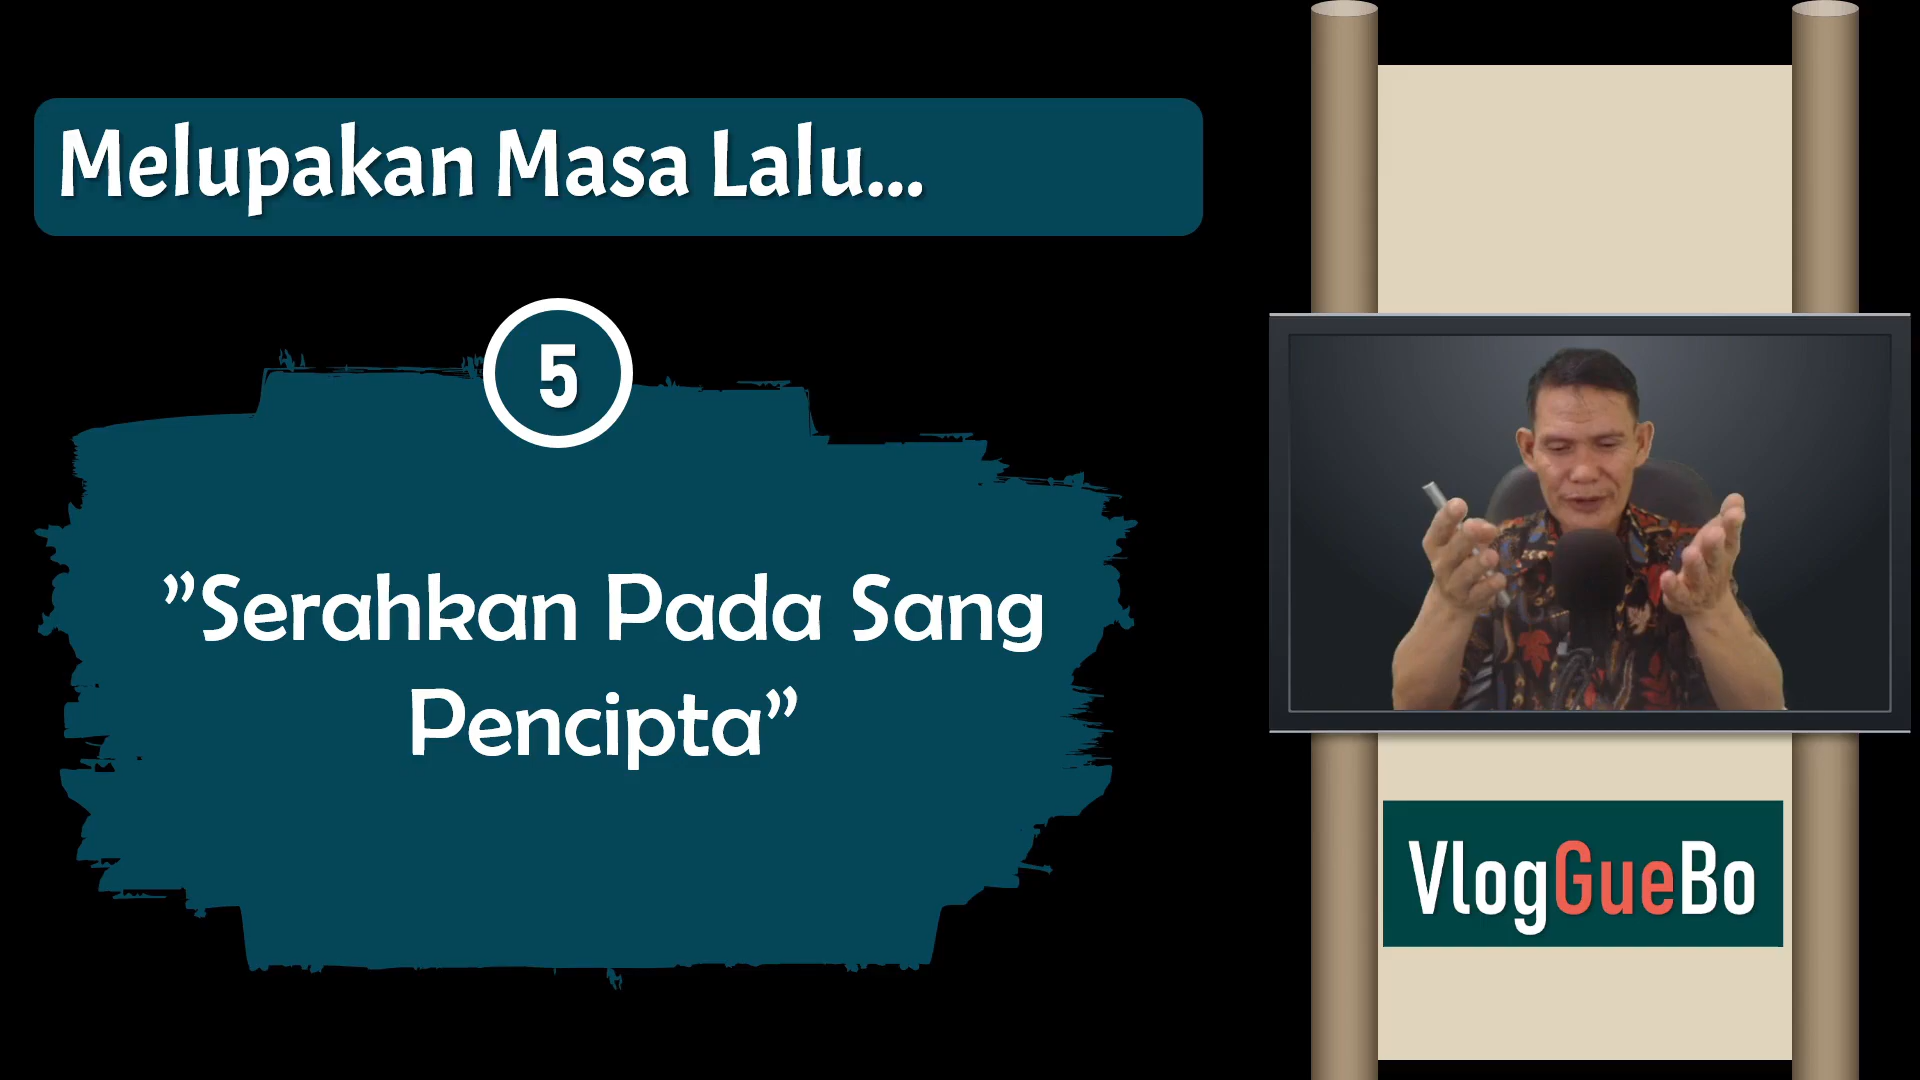 Melupakan Masa Lalu...
5
”Serahkan Pada Sang
Pencipta”
VlogGueBo